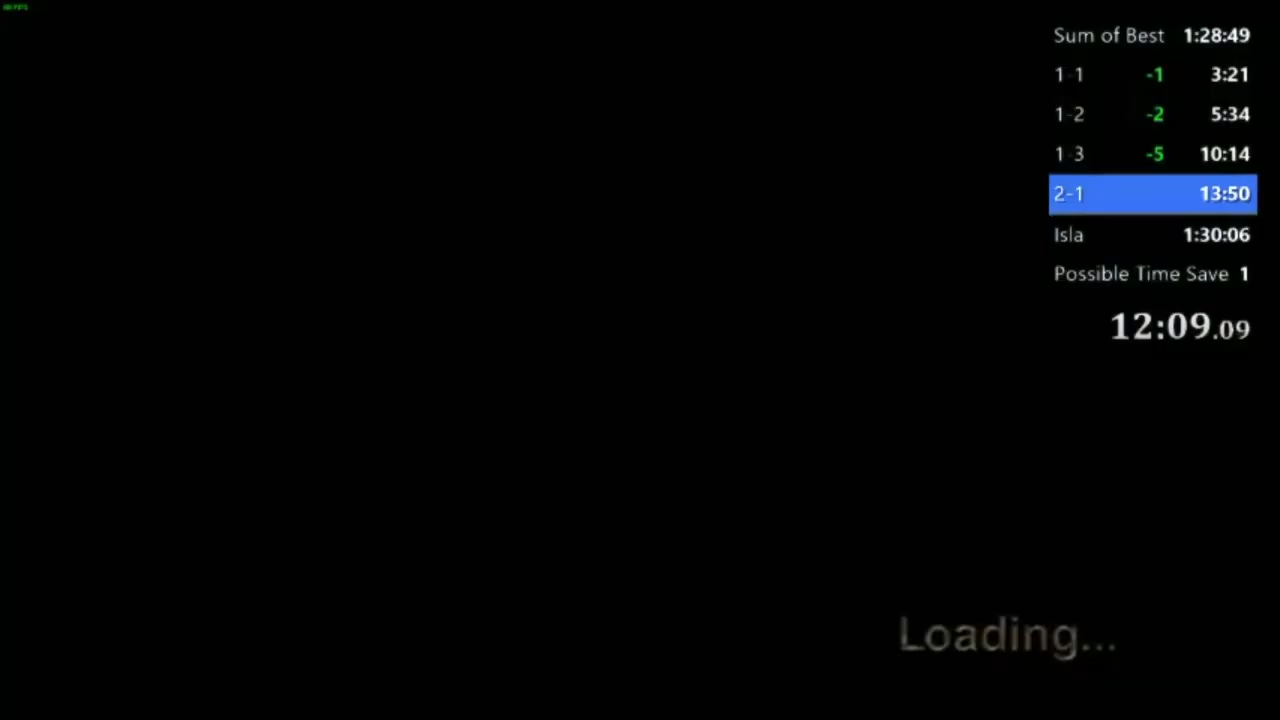 Sum of Best 1:28:49
1-1 -1 3:21
1-2 -2 5:34
1-3 -5 10:14
2-1 13:50
Isla 1:30:06
Possible Time Save 1
12:09.09
Loading...